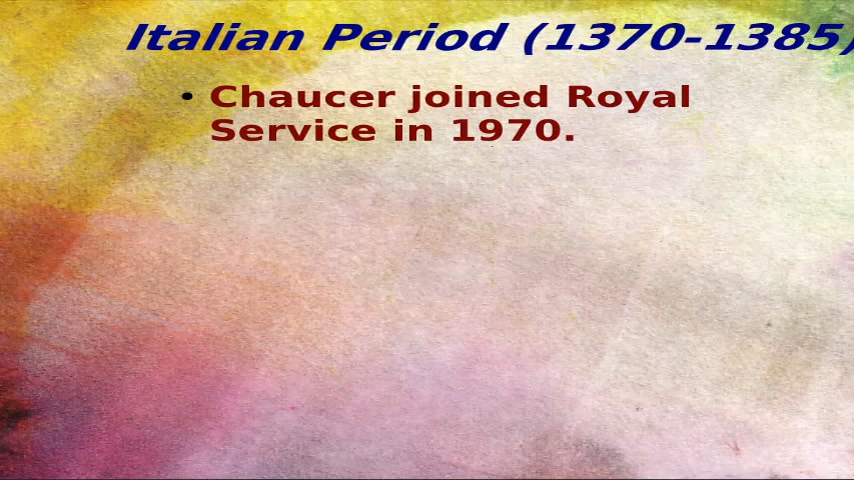 Italian Period (1370-1385)
• Chaucer joined Royal
Service in 1970.